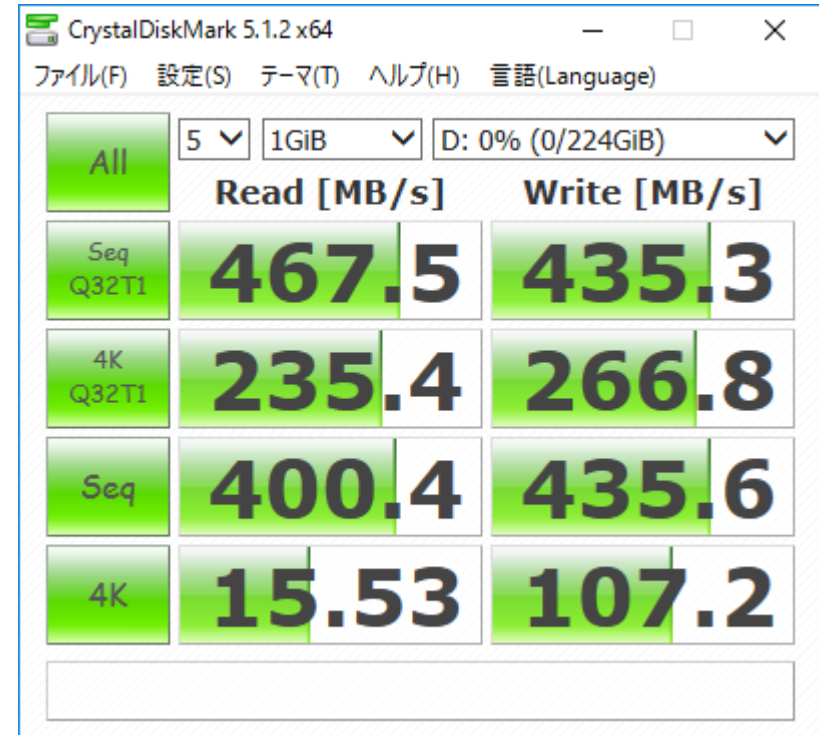 CrystalDiskMark 5.1.2 x64
ファイル(F) 設定(S) テーマ(T) ヘルプ(H) 言語(Language)
All 5 1GiB D: 0% (0/224GiB)
Read [MB/s] Write [MB/s]
Seq Q32T1 467.5 435.3
4K Q32T1 235.4 266.8
Seq 400.4 435.6
4K 15.53 107.2